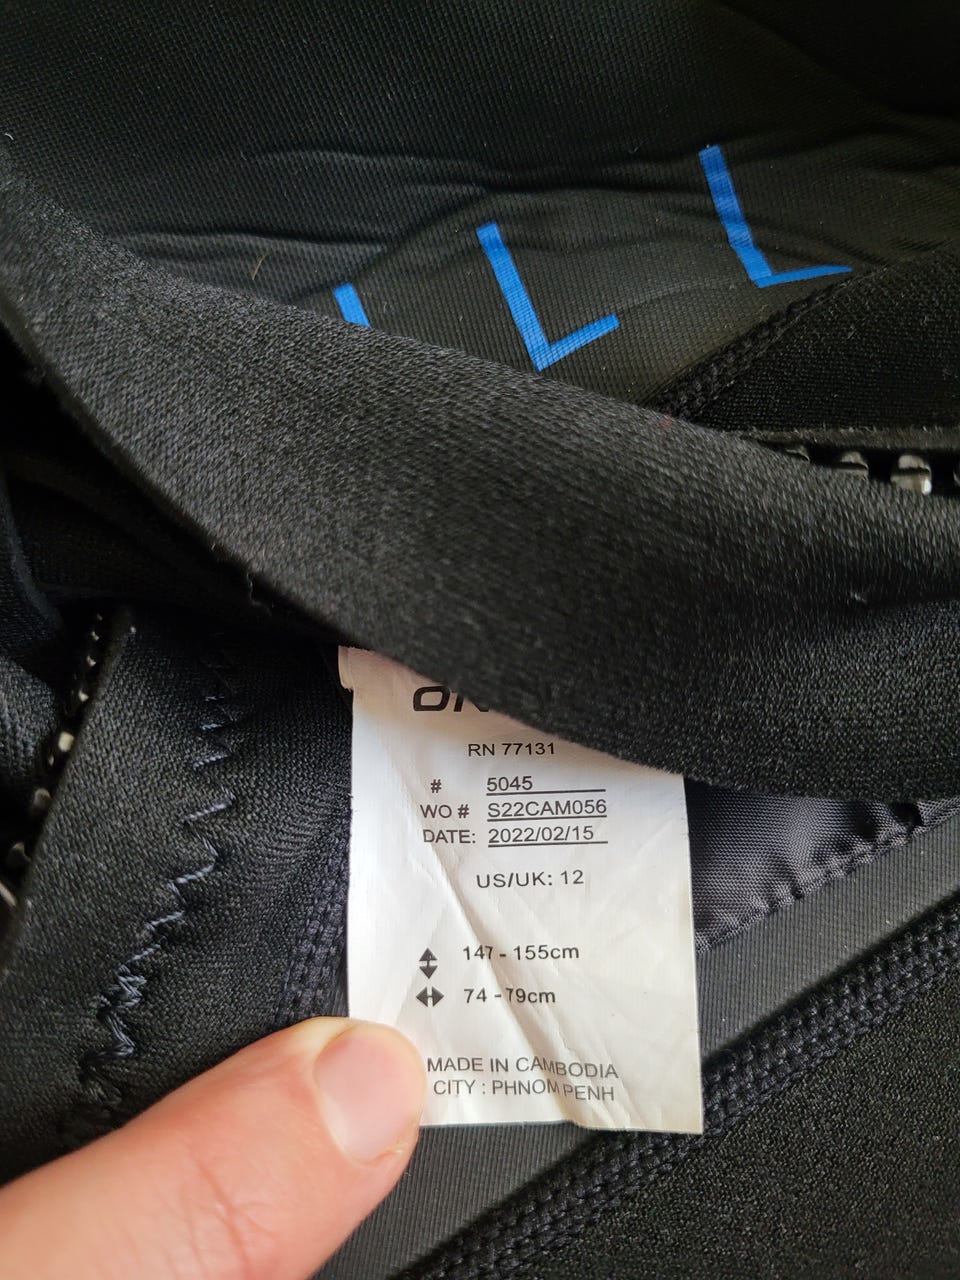 L L
RN 77131
# 5045
WO # S22CAM056
DATE: 2022/02/15
US/UK: 12
147 - 155cm
74 - 79cm
MADE IN CAMBODIA
CITY : PHNOM PENH